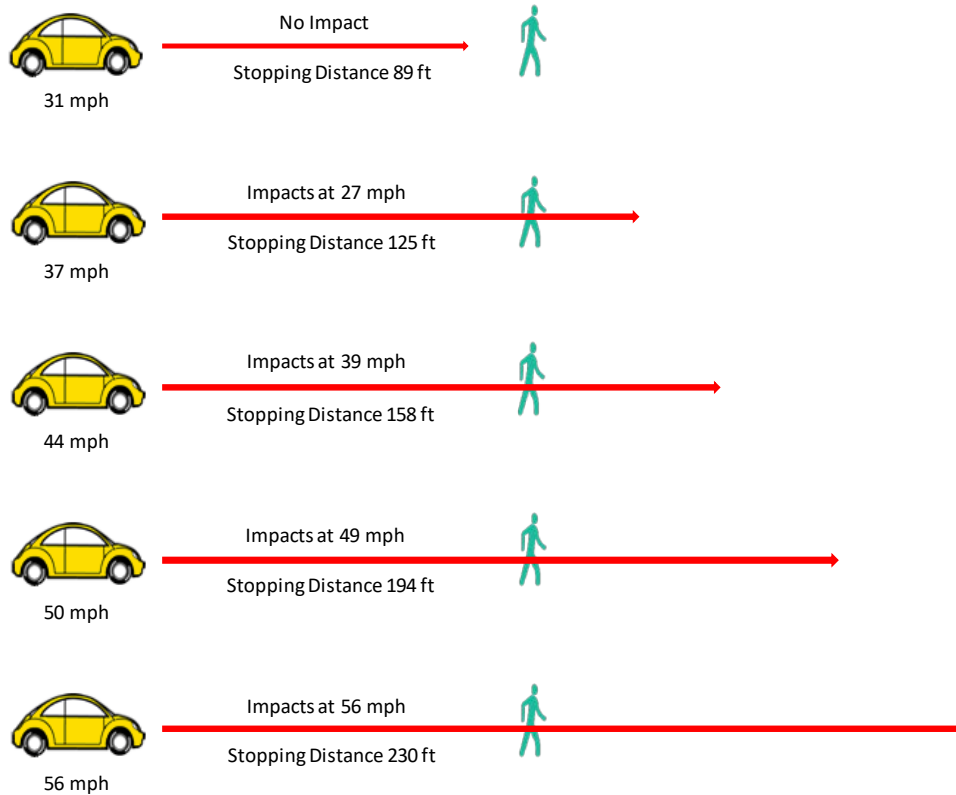 No Impact
Stopping Distance 89 ft
31 mph
Impacts at 27 mph
Stopping Distance 125 ft
37 mph
Impacts at 39 mph
Stopping Distance 158 ft
44 mph
Impacts at 49 mph
Stopping Distance 194 ft
50 mph
Impacts at 56 mph
Stopping Distance 230 ft
56 mph